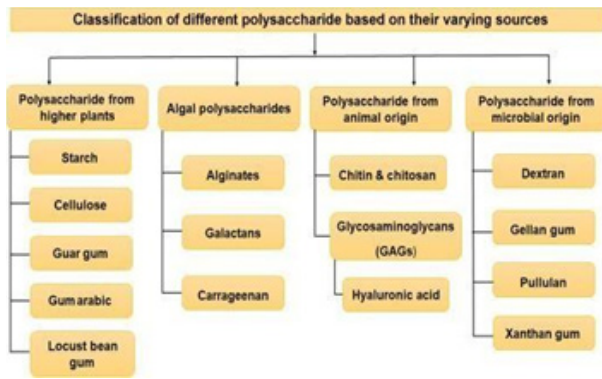 Classification of different polysaccharide based on their varying sources
Polysaccharide from
higher plants
Starch
Cellulose
Guar gum
Gum arabic
Locust bean
gum
Algal polysaccharides
Alginates
Galactans
Carrageenan
Polysaccharide from
animal origin
Chitin & chitosan
Glycosaminoglycans
(GAGs)
Hyaluronic acid
Polysaccharide from
microbial origin
Dextran
Gellan gum
Pullulan
Xanthan gum